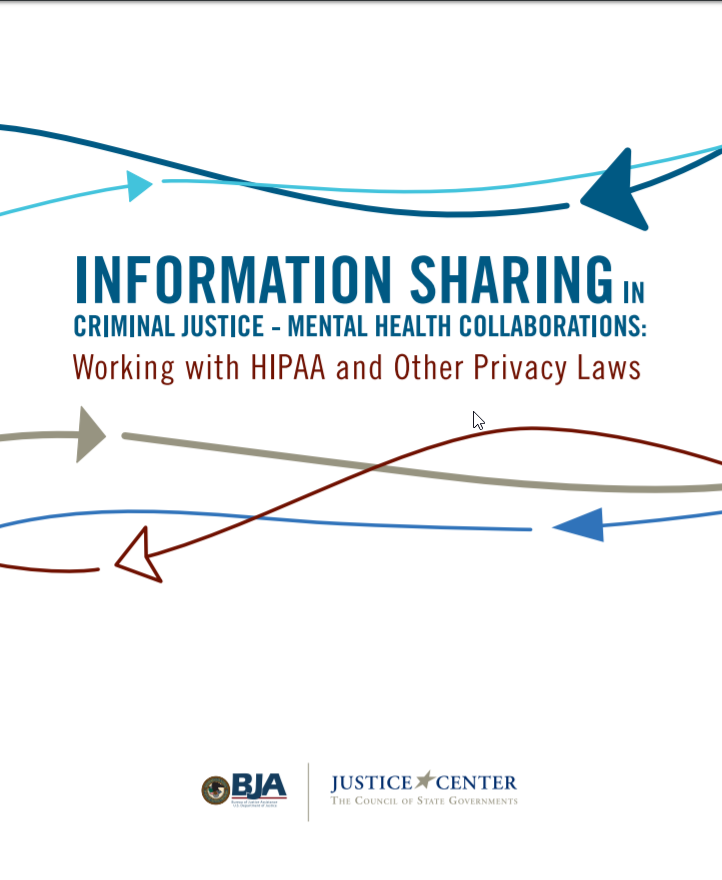 INFORMATION SHARING IN
CRIMINAL JUSTICE – MENTAL HEALTH COLLABORATIONS:
Working with HIPAA and Other Privacy Laws
BJA
Bureau of Justice Assistance
U.S. Department of Justice
JUSTICE CENTER
THE COUNCIL OF STATE GOVERNMENTS